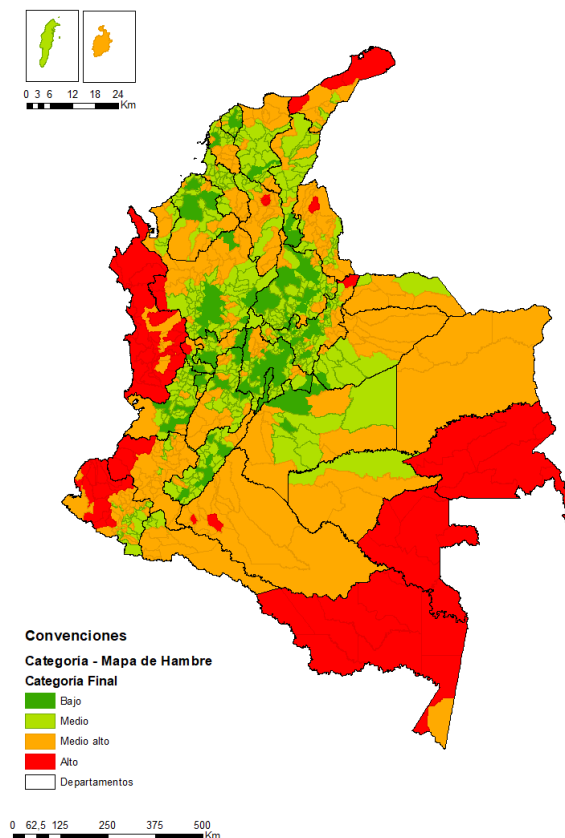 0 3 6 12 18 24
Km
Convenciones
Categoria - Mapa de Hambre
Categoria Final
Bajo
Medio
Medio alto
Alto
Departamentos
0 62,5 125 250 375 500
Km